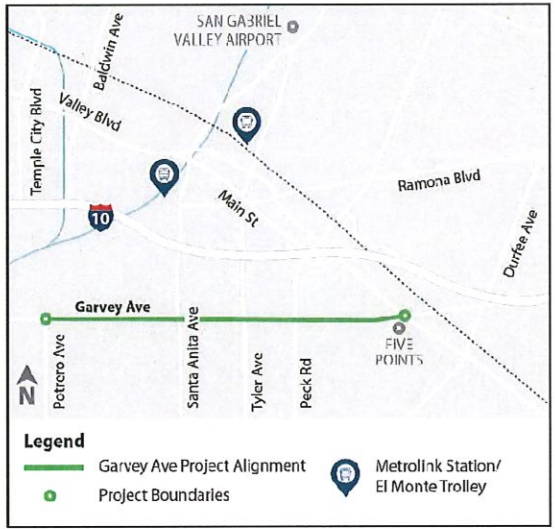 SAN GABRIEL
VALLEY AIRPORT
Baldwin Ave
Temple City Blvd
Valley Blvd
Ramona Blvd
Main St
Durfee Ave
10
Garvey Ave
Potrero Ave
Santa Anita Ave
Tyler Ave
Peck Rd
FIVE
POINTS
N
Legend
Garvey Ave Project Alignment
Project Boundaries
Metrolink Station/
El Monte Trolley